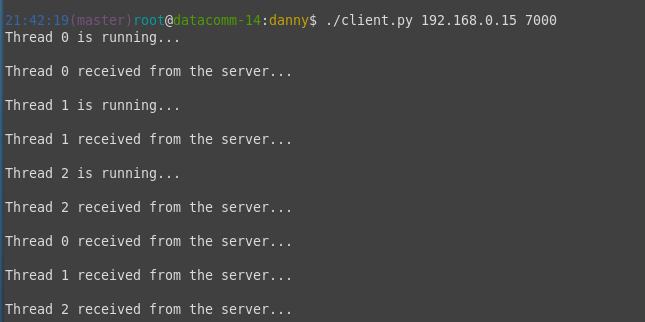 21:42:19(master)root@datacomm-14:danny$ ./client.py 192.168.0.15 7000
Thread 0 is running...
Thread 0 received from the server...
Thread 1 is running...
Thread 1 received from the server...
Thread 2 is running...
Thread 2 received from the server...
Thread 0 received from the server...
Thread 1 received from the server...
Thread 2 received from the server...